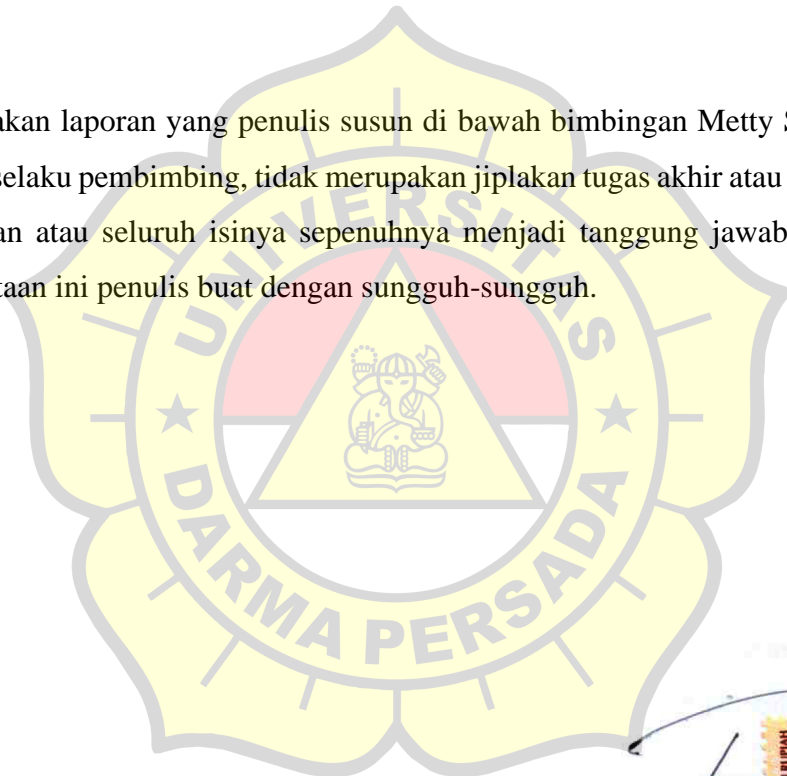 akan laporan yang penulis susun di bawah bimbingan Metty
selaku pembimbing, tidak merupakan jiplakan tugas akhir atau
an atau seluruh isinya sepenuhnya menjadi tanggung jawab
taan ini penulis buat dengan sungguh-sungguh.
UNIVERSITAS
DARMA PERSADA
RUPIAH